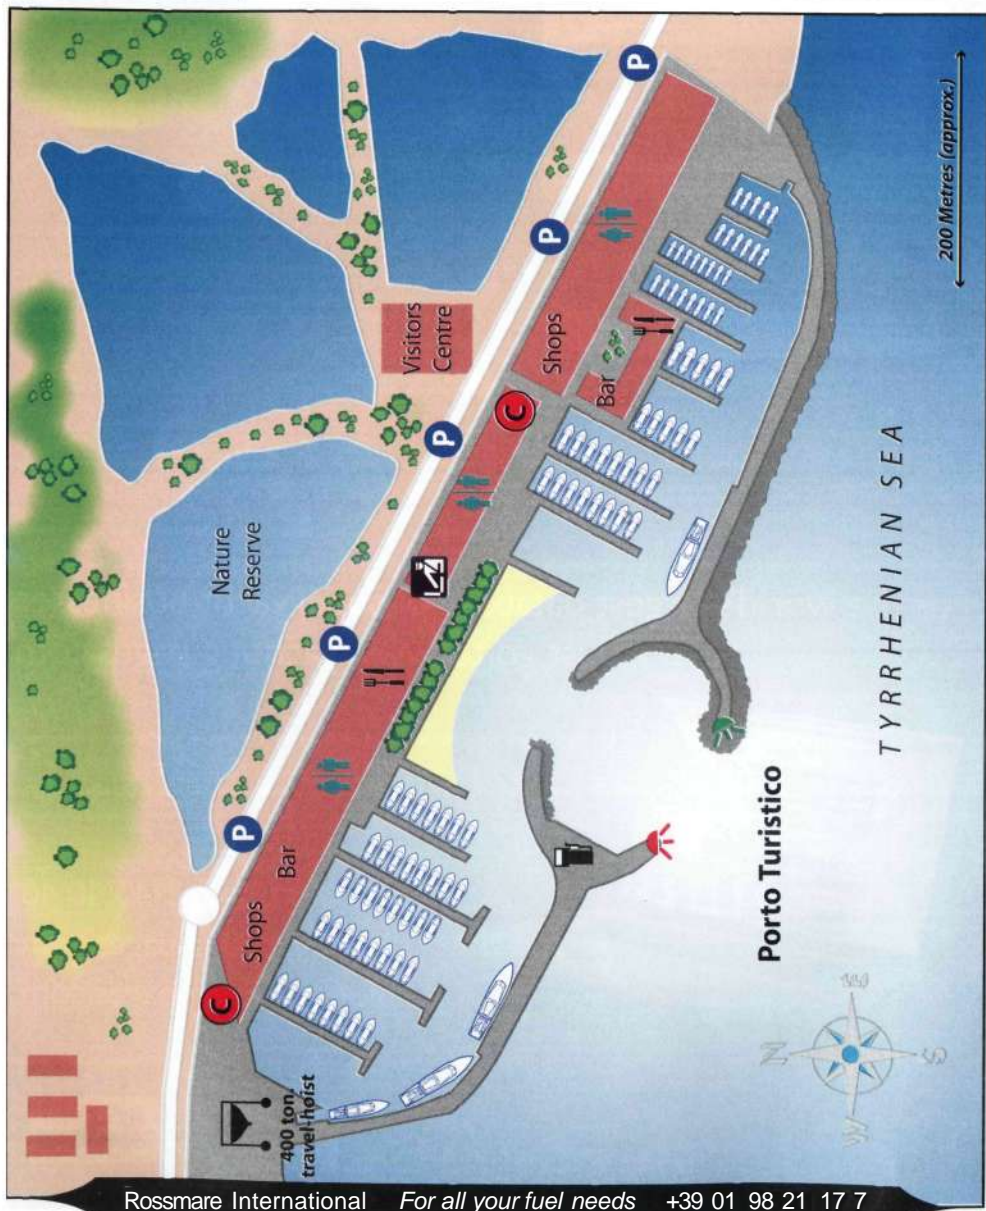 P
P
P
P
P
C
C
Nature
Reserve
Visitors
Centre
Shops
Bar
Shops
Bar
400 ton.
travel-hoist
Porto Turistico
TYRRHENIAN SEA
200 Metres (approx.)
N
E
S
W
Rossmare International For all your fuel needs +39 01 98 21 17 7